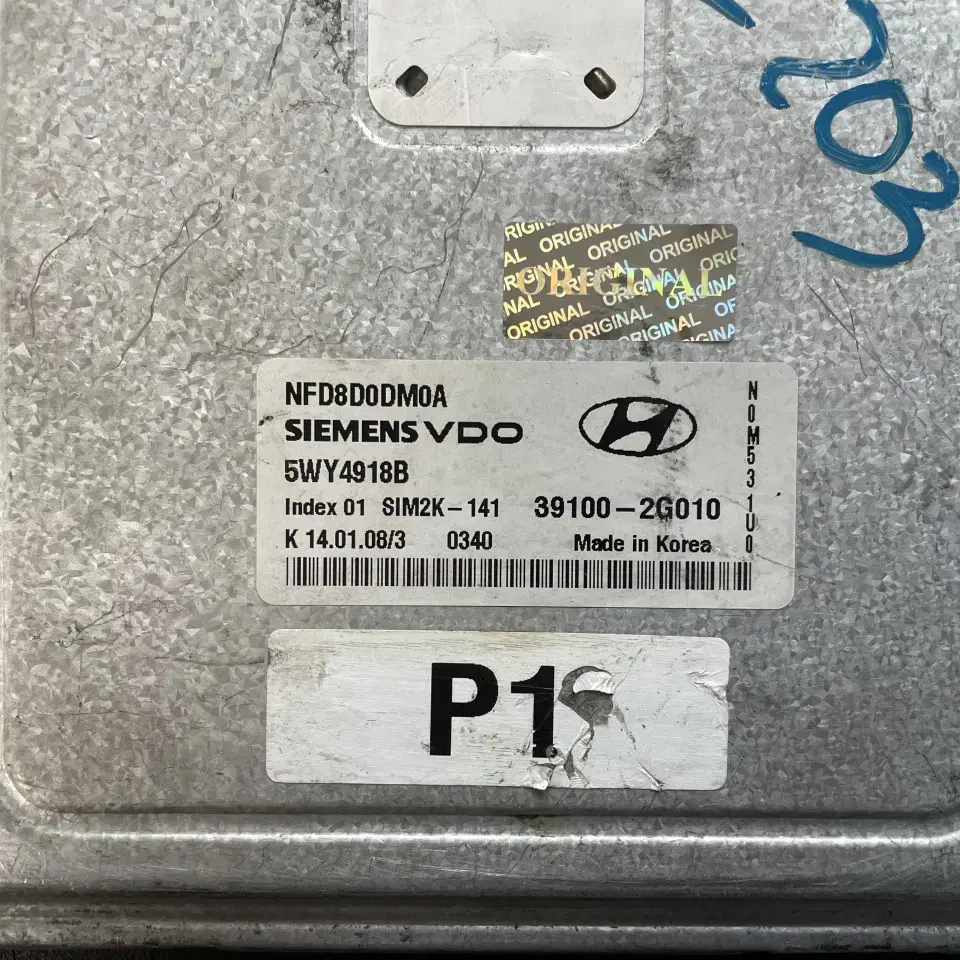 203
ORIGINAL
NFD8D0DM0A
SIEMENS VDO
5WY4918B
Index 01 SIM2K-141 39100-2G010
K 14.01.08/3 0340 Made in Korea
N0M531U0
P1